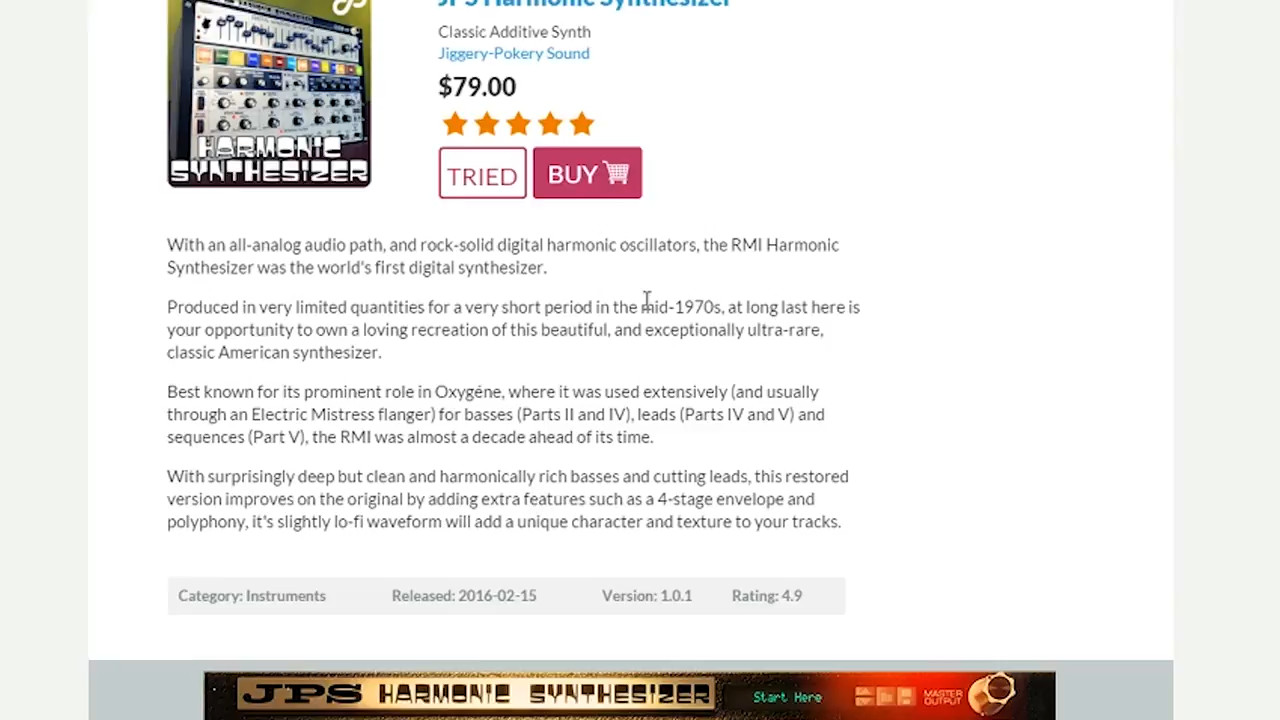 JPS Harmonic Synthesizer
Classic Additive Synth
Jiggery-Pokery Sound
$79.00
HARMONIC
SYNTHESIZER
TRIED
BUY
With an all-analog audio path, and rock-solid digital harmonic oscillators, the RMI Harmonic
Synthesizer was the world's first digital synthesizer.
Produced in very limited quantities for a very short period in the mid-1970s, at long last here is
your opportunity to own a loving recreation of this beautiful, and exceptionally ultra-rare,
classic American synthesizer.
Best known for its prominent role in Oxygéne, where it was used extensively (and usually
through an Electric Mistress flanger) for basses (Parts II and IV), leads (Parts IV and V) and
sequences (Part V), the RMI was almost a decade ahead of its time.
With surprisingly deep but clean and harmonically rich basses and cutting leads, this restored
version improves on the original by adding extra features such as a 4-stage envelope and
polyphony, it's slightly lo-fi waveform will add a unique character and texture to your tracks.
Category: Instruments Released: 2016-02-15 Version: 1.0.1 Rating: 4.9
JPS HARMONIC SYNTHESIZER Start Here MASTER
OUTPUT